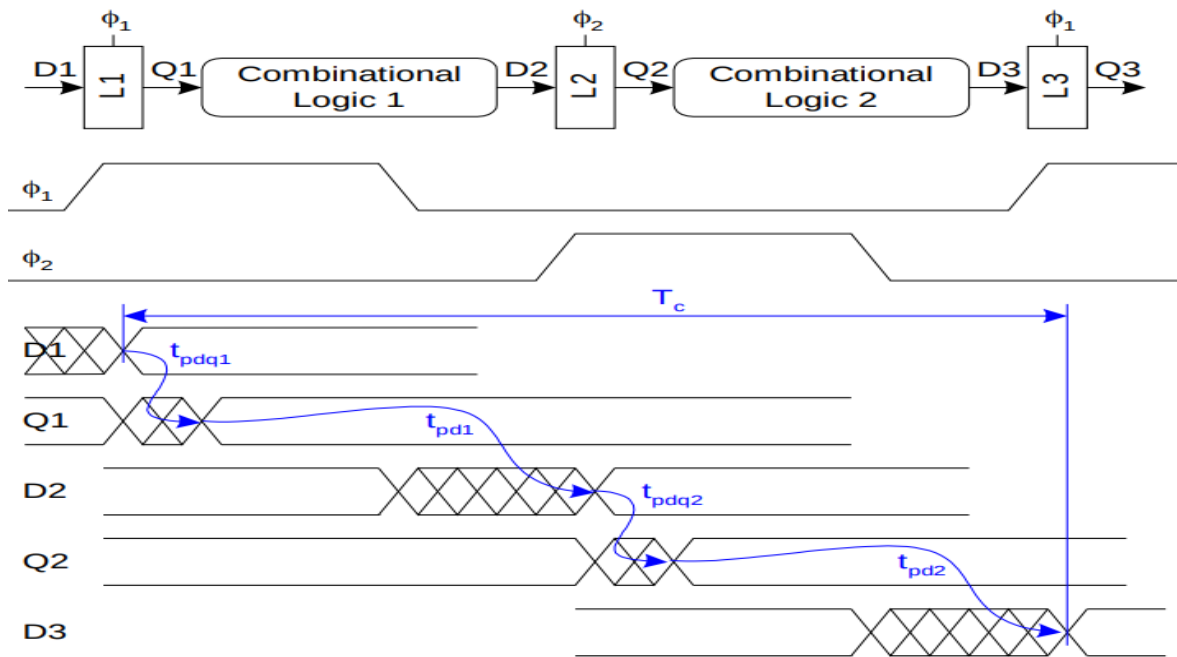 ϕ1 ϕ2 ϕ1
D1 L1 Q1 Combinational Logic 1 D2 L2 Q2 Combinational Logic 2 D3 L3 Q3
ϕ1
ϕ2
Tc
D1 tpdq1
Q1 tpd1
D2 tpdq2
Q2 tpd2
D3